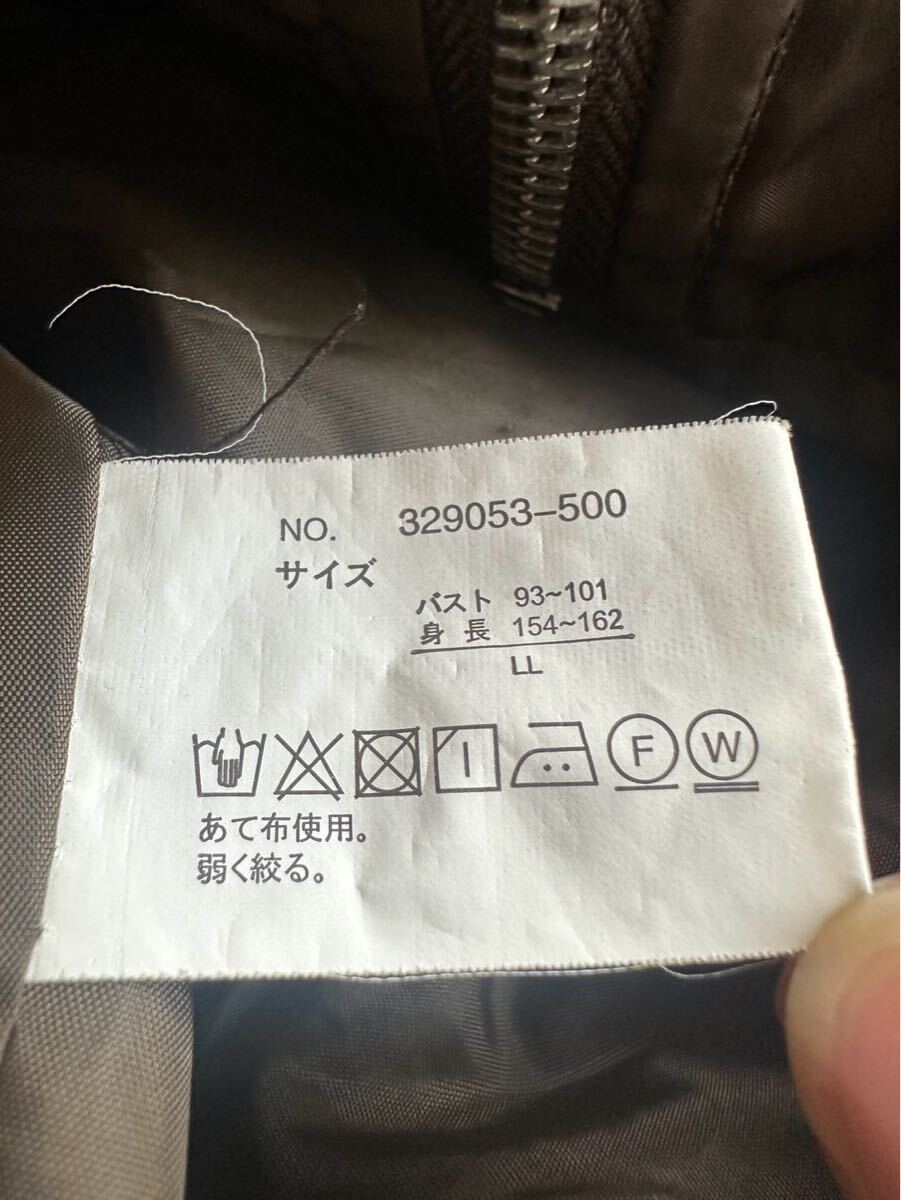 NO. 329053-500
サイズ
バスト 93~101
身長 154~162
LL
F W
あて布使用。
弱く絞る。